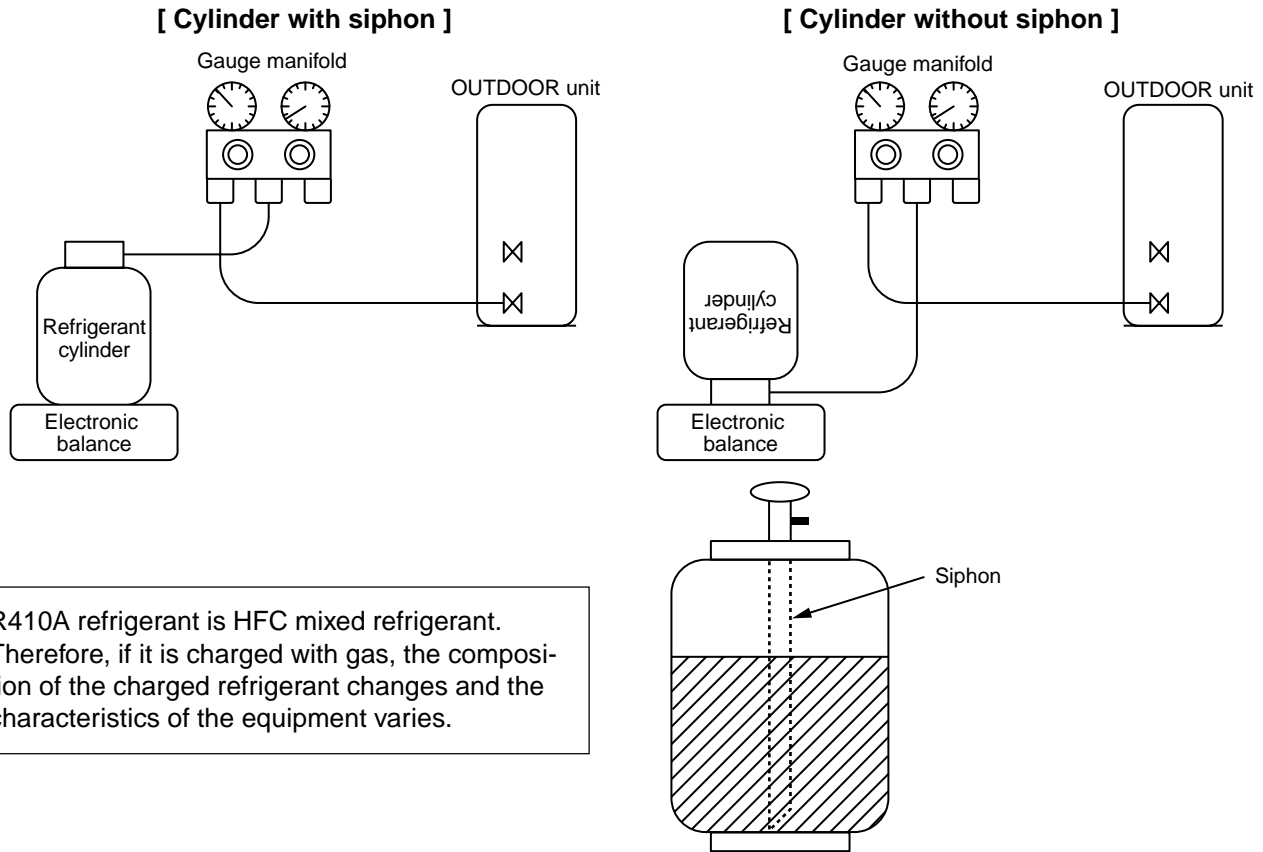 [ Cylinder with siphon ]
Gauge manifold
OUTDOOR unit
Refrigerant
cylinder
Electronic
balance
[ Cylinder without siphon ]
Gauge manifold
OUTDOOR unit
Refrigerant
cylinder
Electronic
balance
Siphon
R410A refrigerant is HFC mixed refrigerant.
Therefore, if it is charged with gas, the composi-
tion of the charged refrigerant changes and the
characteristics of the equipment varies.